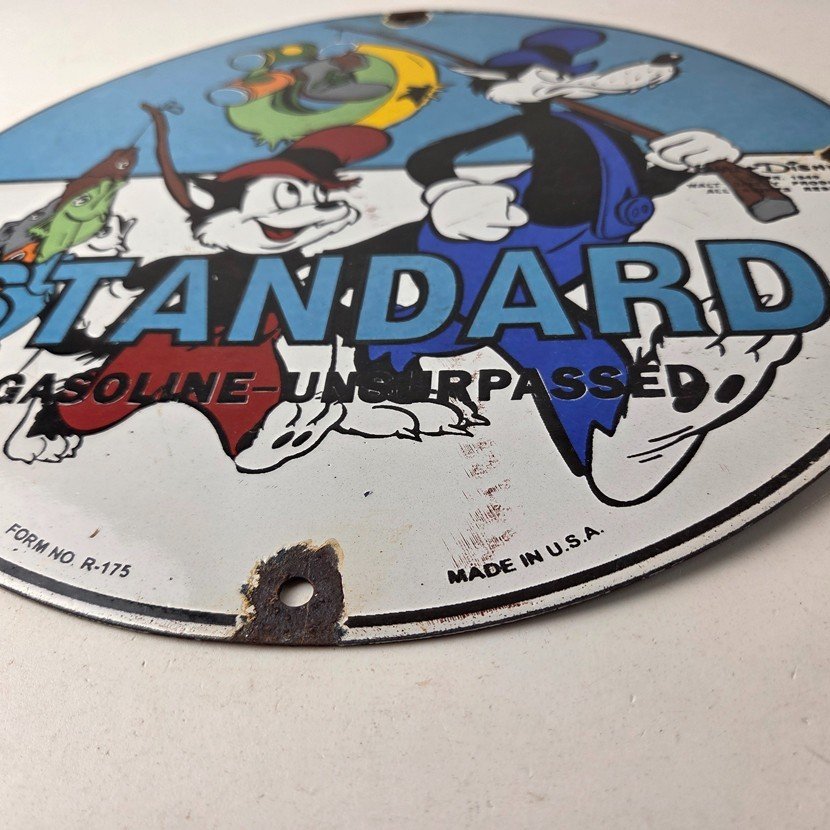 STANDARD
GASOLINE-UNSURPASSED
FORM NO. R-175
MADE IN U.S.A.